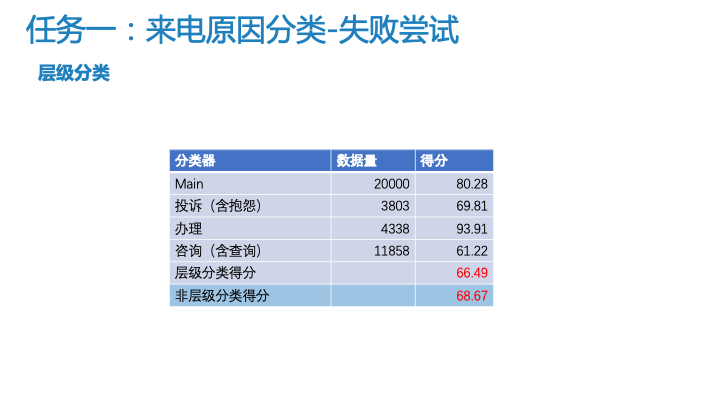 任务一：来电原因分类-失败尝试
层级分类
分类器 数据量 得分
Main 20000 80.28
投诉（含抱怨） 3803 69.81
办理 4338 93.91
咨询（含查询） 11858 61.22
层级分类得分 66.49
非层级分类得分 68.67